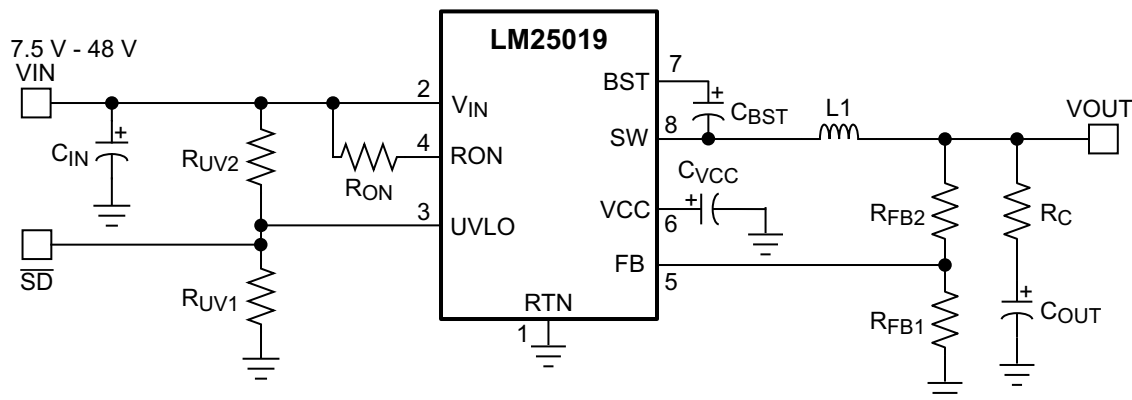 LM25019
7.5 V - 48 V
VIN
7
BST
2
VIN
CBST
L1
VOUT
8
SW
CIN
RUV2
4
RON
RON
CVCC
3
UVLO
VCC
6
RFB2
RC
SD
FB
5
RUV1
RTN
1
RFB1
COUT
+
+
+
+